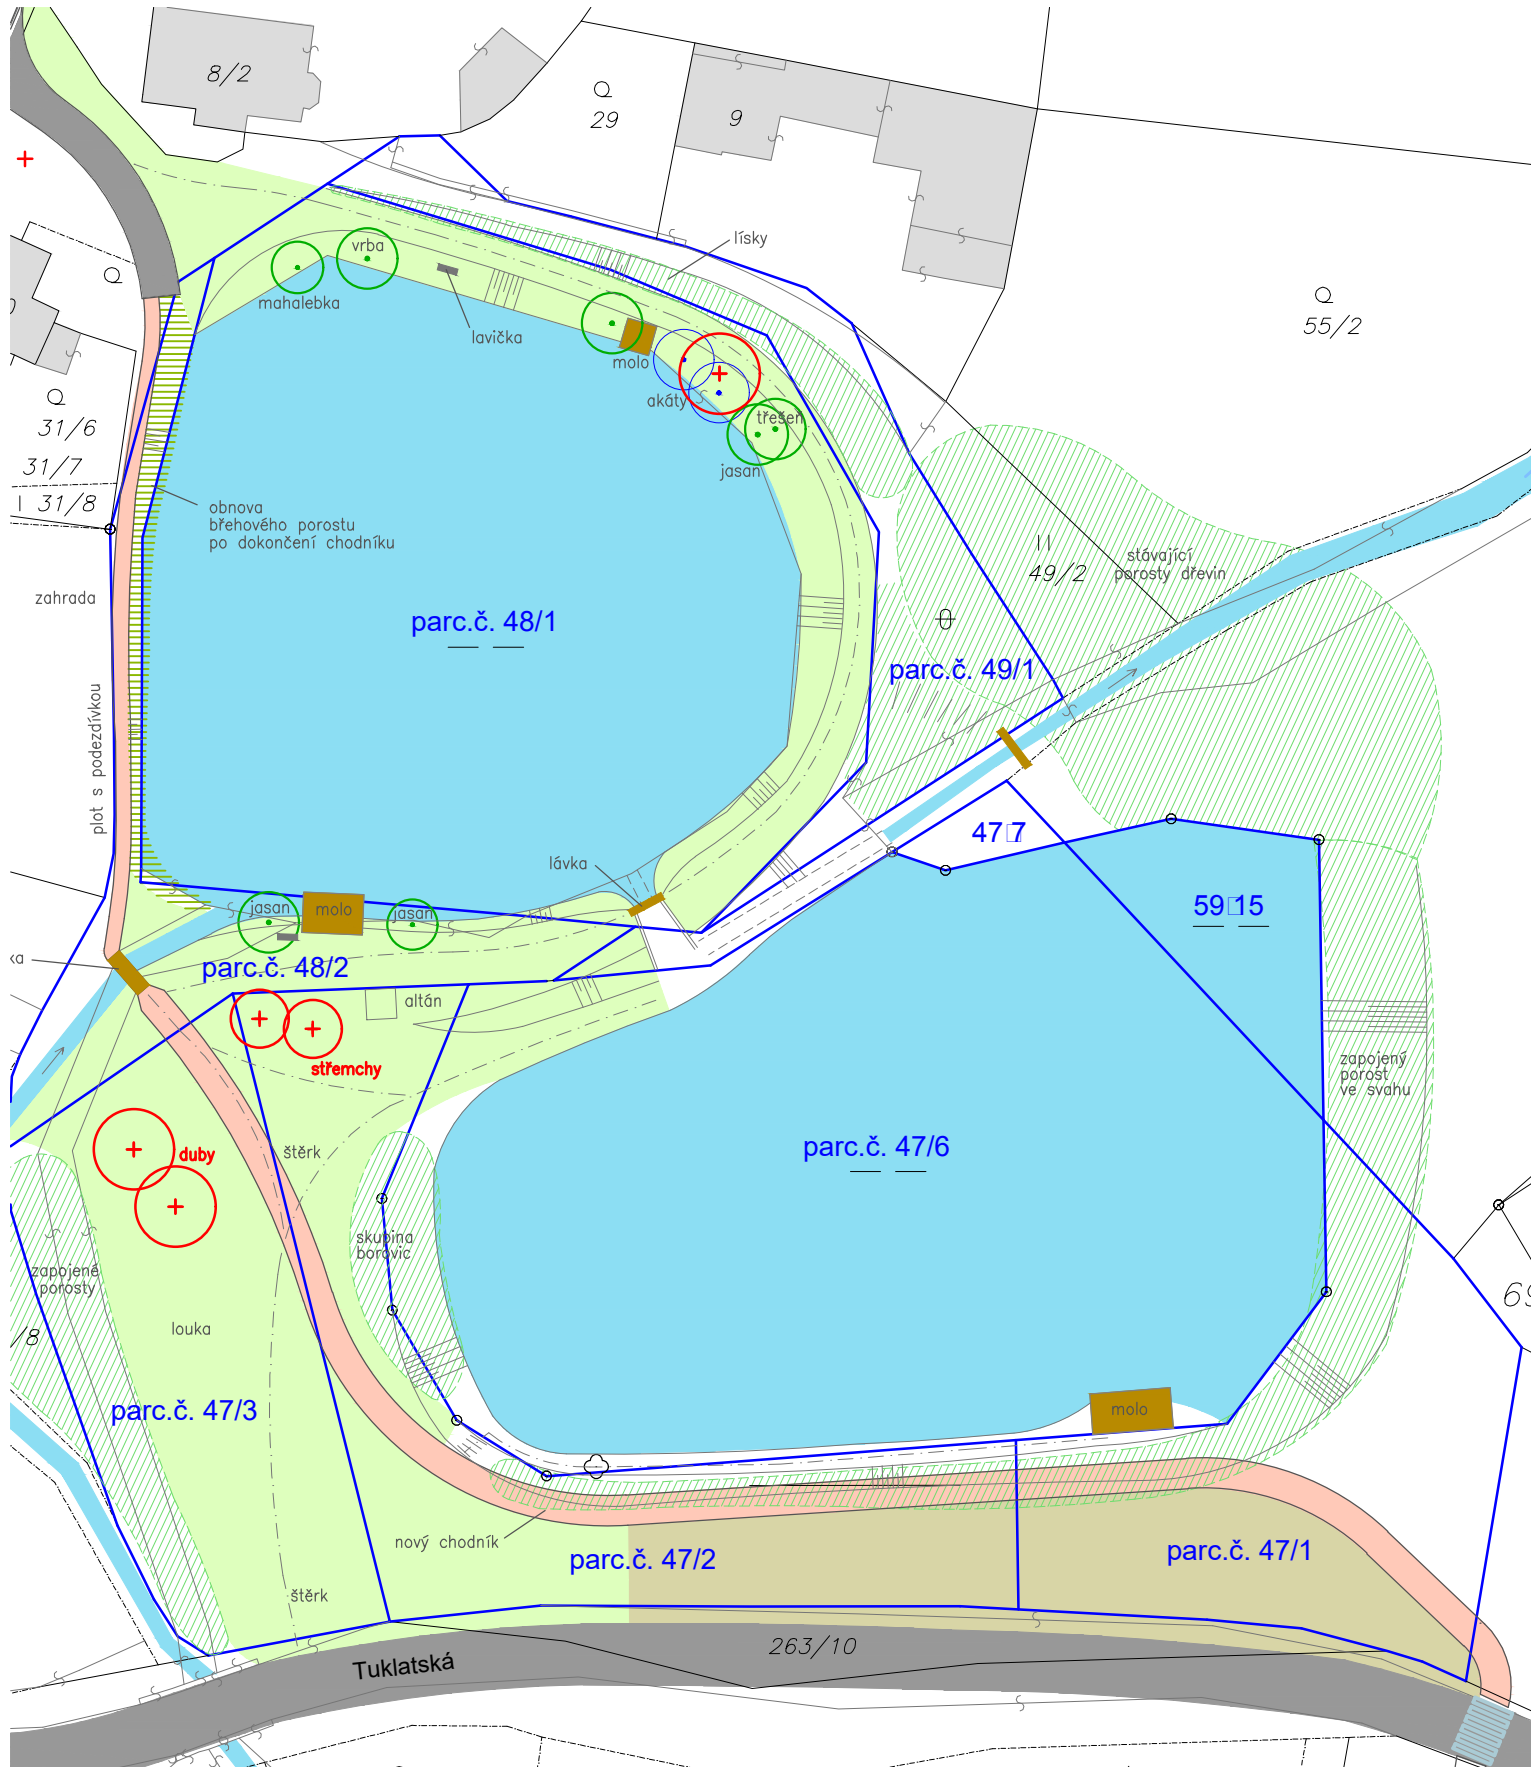 8/2
29
9
lísky
vrba
mahalebka
lavička
molo
55/2
akáty
třešeň
jasan
31/6
31/7
31/8
obnova
břehového porostu
po dokončení chodníku
stávající
porosty dřevin
49/2
zahrada
parc.č. 48/1
parc.č. 49/1
plot s podezdívkou
47□7
lávka
59□15
jasan
molo
jasan
ka
parc.č. 48/2
altán
střemchy
zapojený
porost
ve svahu
duby
štěrk
parc.č. 47/6
skupina
borovic
zapojené
porosty
69
louka
/8
parc.č. 47/3
molo
nový chodník
parc.č. 47/2
parc.č. 47/1
štěrk
263/10
Tuklatská